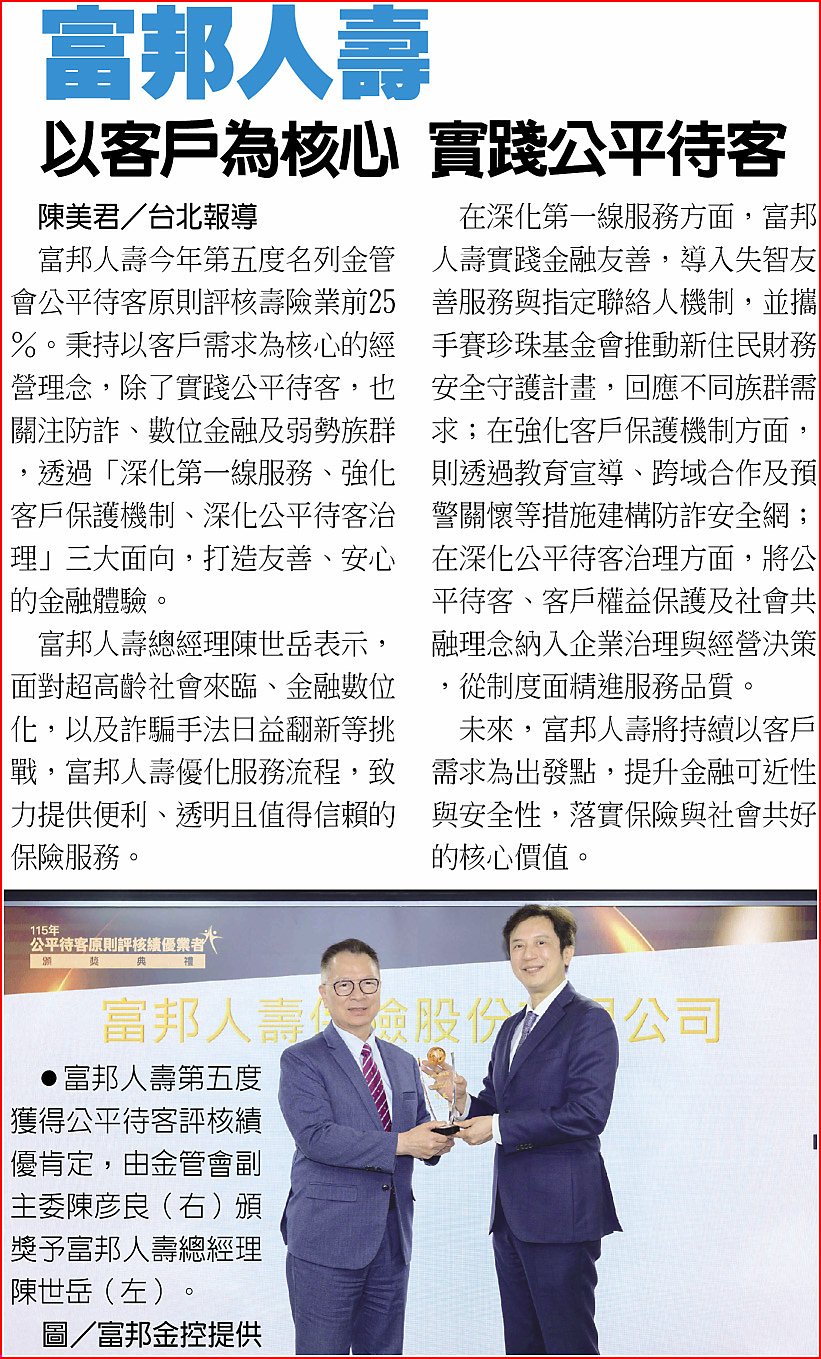 富邦人壽
以客戶為核心 實踐公平待客
陳美君／台北報導
富邦人壽今年第五度名列金管
會公平待客原則評核壽險業前25
％。秉持以客戶需求為核心的經
營理念，除了實踐公平待客，也
關注防詐、數位金融及弱勢族群
，透過「深化第一線服務、強化
客戶保護機制、深化公平待客治
理」三大面向，打造友善、安心
的金融體驗。
富邦人壽總經理陳世岳表示，
面對超高齡社會來臨、金融數位
化，以及詐騙手法日益翻新等挑
戰，富邦人壽優化服務流程，致
力提供便利、透明且值得信賴的
保險服務。
在深化第一線服務方面，富邦
人壽實踐金融友善，導入失智友
善服務與指定聯絡人機制，並攜
手賽珍珠基金會推動新住民財務
安全守護計畫，回應不同族群需
求；在強化客戶保護機制方面，
則透過教育宣導、跨域合作及預
警關懷等措施建構防詐安全網；
在深化公平待客治理方面，將公
平待客、客戶權益保護及社會共
融理念納入企業治理與經營決策
，從制度面精進服務品質。
未來，富邦人壽將持續以客戶
需求為出發點，提升金融可近性
與安全性，落實保險與社會共好
的核心價值。
115年
公平待客原則評核績優業者
頒獎典禮
富邦人壽保險股份 公司
●富邦人壽第五度
獲得公平待客評核績
優肯定，由金管會副
主委陳彥良（右）頒
獎予富邦人壽總經理
陳世岳（左）。
圖／富邦金控提供